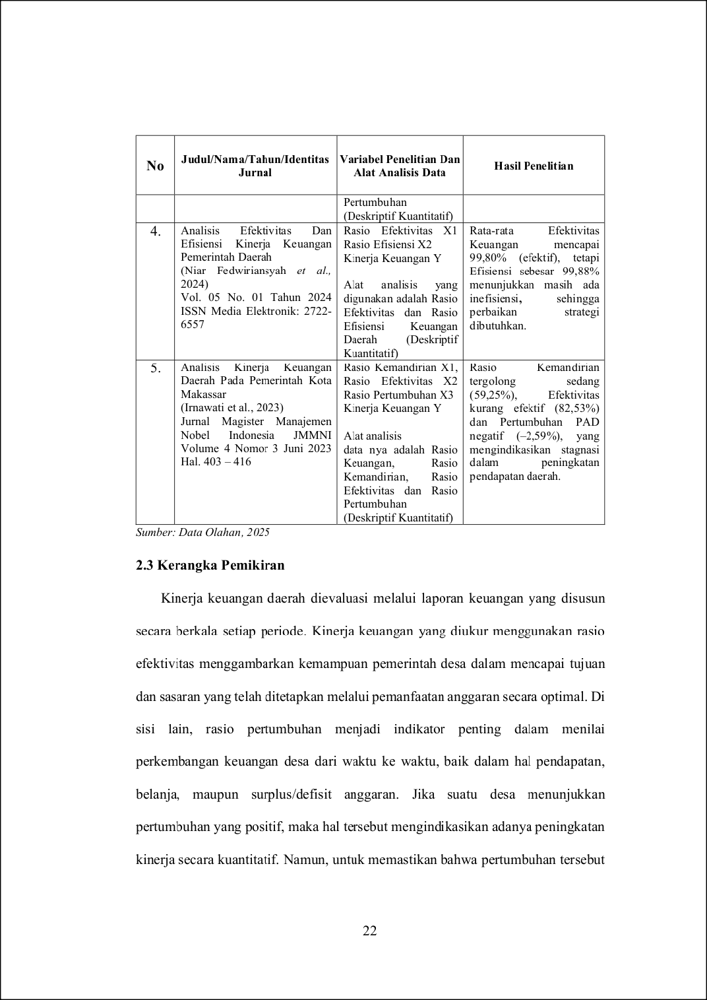 No
Judul/Nama/Tahun/Identitas
Jurnal
Variabel Penelitian Dan
Alat Analisis Data
Hasil Penelitian
Pertumbuhan
(Deskriptif Kuantitatif)
4.
Analisis Efektivitas Dan
Efisiensi Kinerja Keuangan
Pemerintah Daerah
(Niar Fedwiriansyah et al.,
2024)
Vol. 05 No. 01 Tahun 2024
ISSN Media Elektronik: 2722-
6557
Rasio Efektivitas X1
Rasio Efisiensi X2
Kinerja Keuangan Y
Alat analisis yang
digunakan adalah Rasio
Efektivitas dan Rasio
Efisiensi Keuangan
Daerah (Deskriptif
Kuantitatif)
Rata-rata Efektivitas
Keuangan mencapai
99,80% (efektif), tetapi
Efisiensi sebesar 99,88%
menunjukkan masih ada
inefisiensi, sehingga
perbaikan strategi
dibutuhkan.
5.
Analisis Kinerja Keuangan
Daerah Pada Pemerintah Kota
Makassar
(Irnawati et al., 2023)
Jurnal Magister Manajemen
Nobel Indonesia JMMNI
Volume 4 Nomor 3 Juni 2023
Hal. 403 – 416
Rasio Kemandirian X1,
Rasio Efektivitas X2
Rasio Pertumbuhan X3
Kinerja Keuangan Y
Alat analisis
data nya adalah Rasio
Keuangan, Rasio
Kemandirian, Rasio
Efektivitas dan Rasio
Pertumbuhan
(Deskriptif Kuantitatif)
Rasio Kemandirian
tergolong sedang
(59,25%), Efektivitas
kurang efektif (82,53%)
dan Pertumbuhan PAD
negatif (–2,59%), yang
mengindikasikan stagnasi
dalam peningkatan
pendapatan daerah.
Sumber: Data Olahan, 2025
2.3 Kerangka Pemikiran
Kinerja keuangan daerah dievaluasi melalui laporan keuangan yang disusun
secara berkala setiap periode. Kinerja keuangan yang diukur menggunakan rasio
efektivitas menggambarkan kemampuan pemerintah desa dalam mencapai tujuan
dan sasaran yang telah ditetapkan melalui pemanfaatan anggaran secara optimal. Di
sisi lain, rasio pertumbuhan menjadi indikator penting dalam menilai
perkembangan keuangan desa dari waktu ke waktu, baik dalam hal pendapatan,
belanja, maupun surplus/defisit anggaran. Jika suatu desa menunjukkan
pertumbuhan yang positif, maka hal tersebut mengindikasikan adanya peningkatan
kinerja secara kuantitatif. Namun, untuk memastikan bahwa pertumbuhan tersebut
22